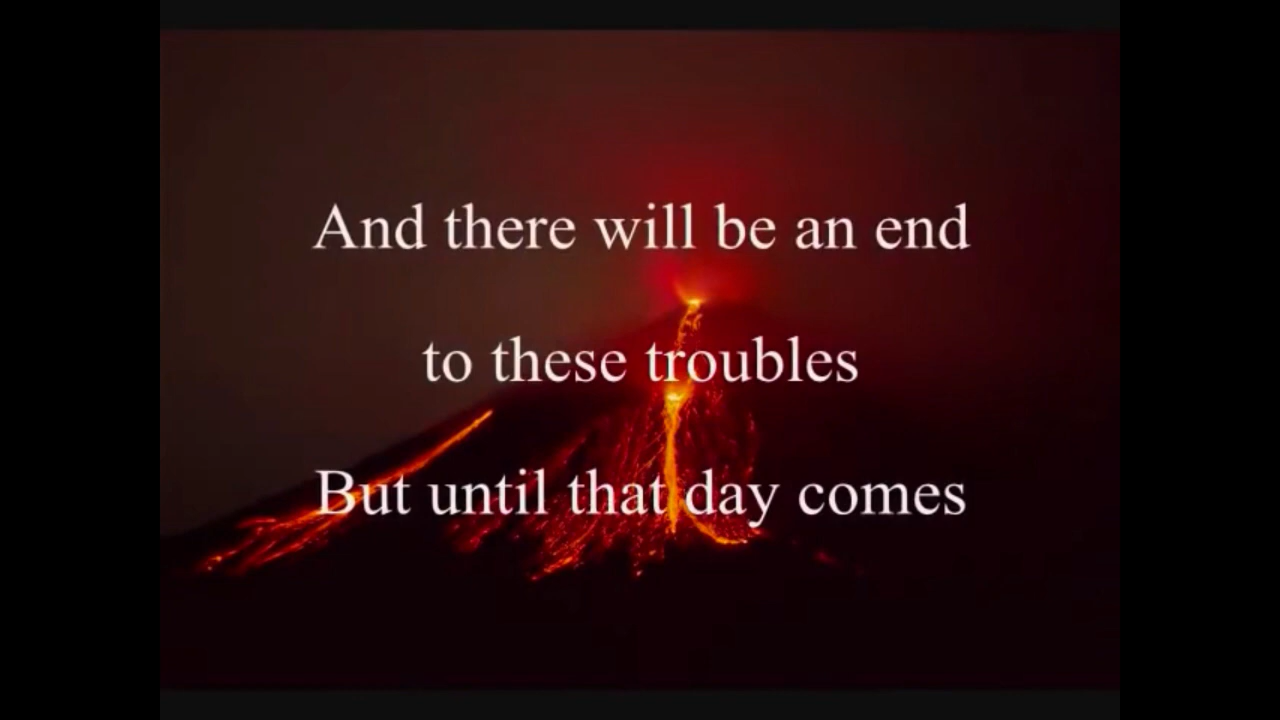 And there will be an end
to these troubles
But until that day comes